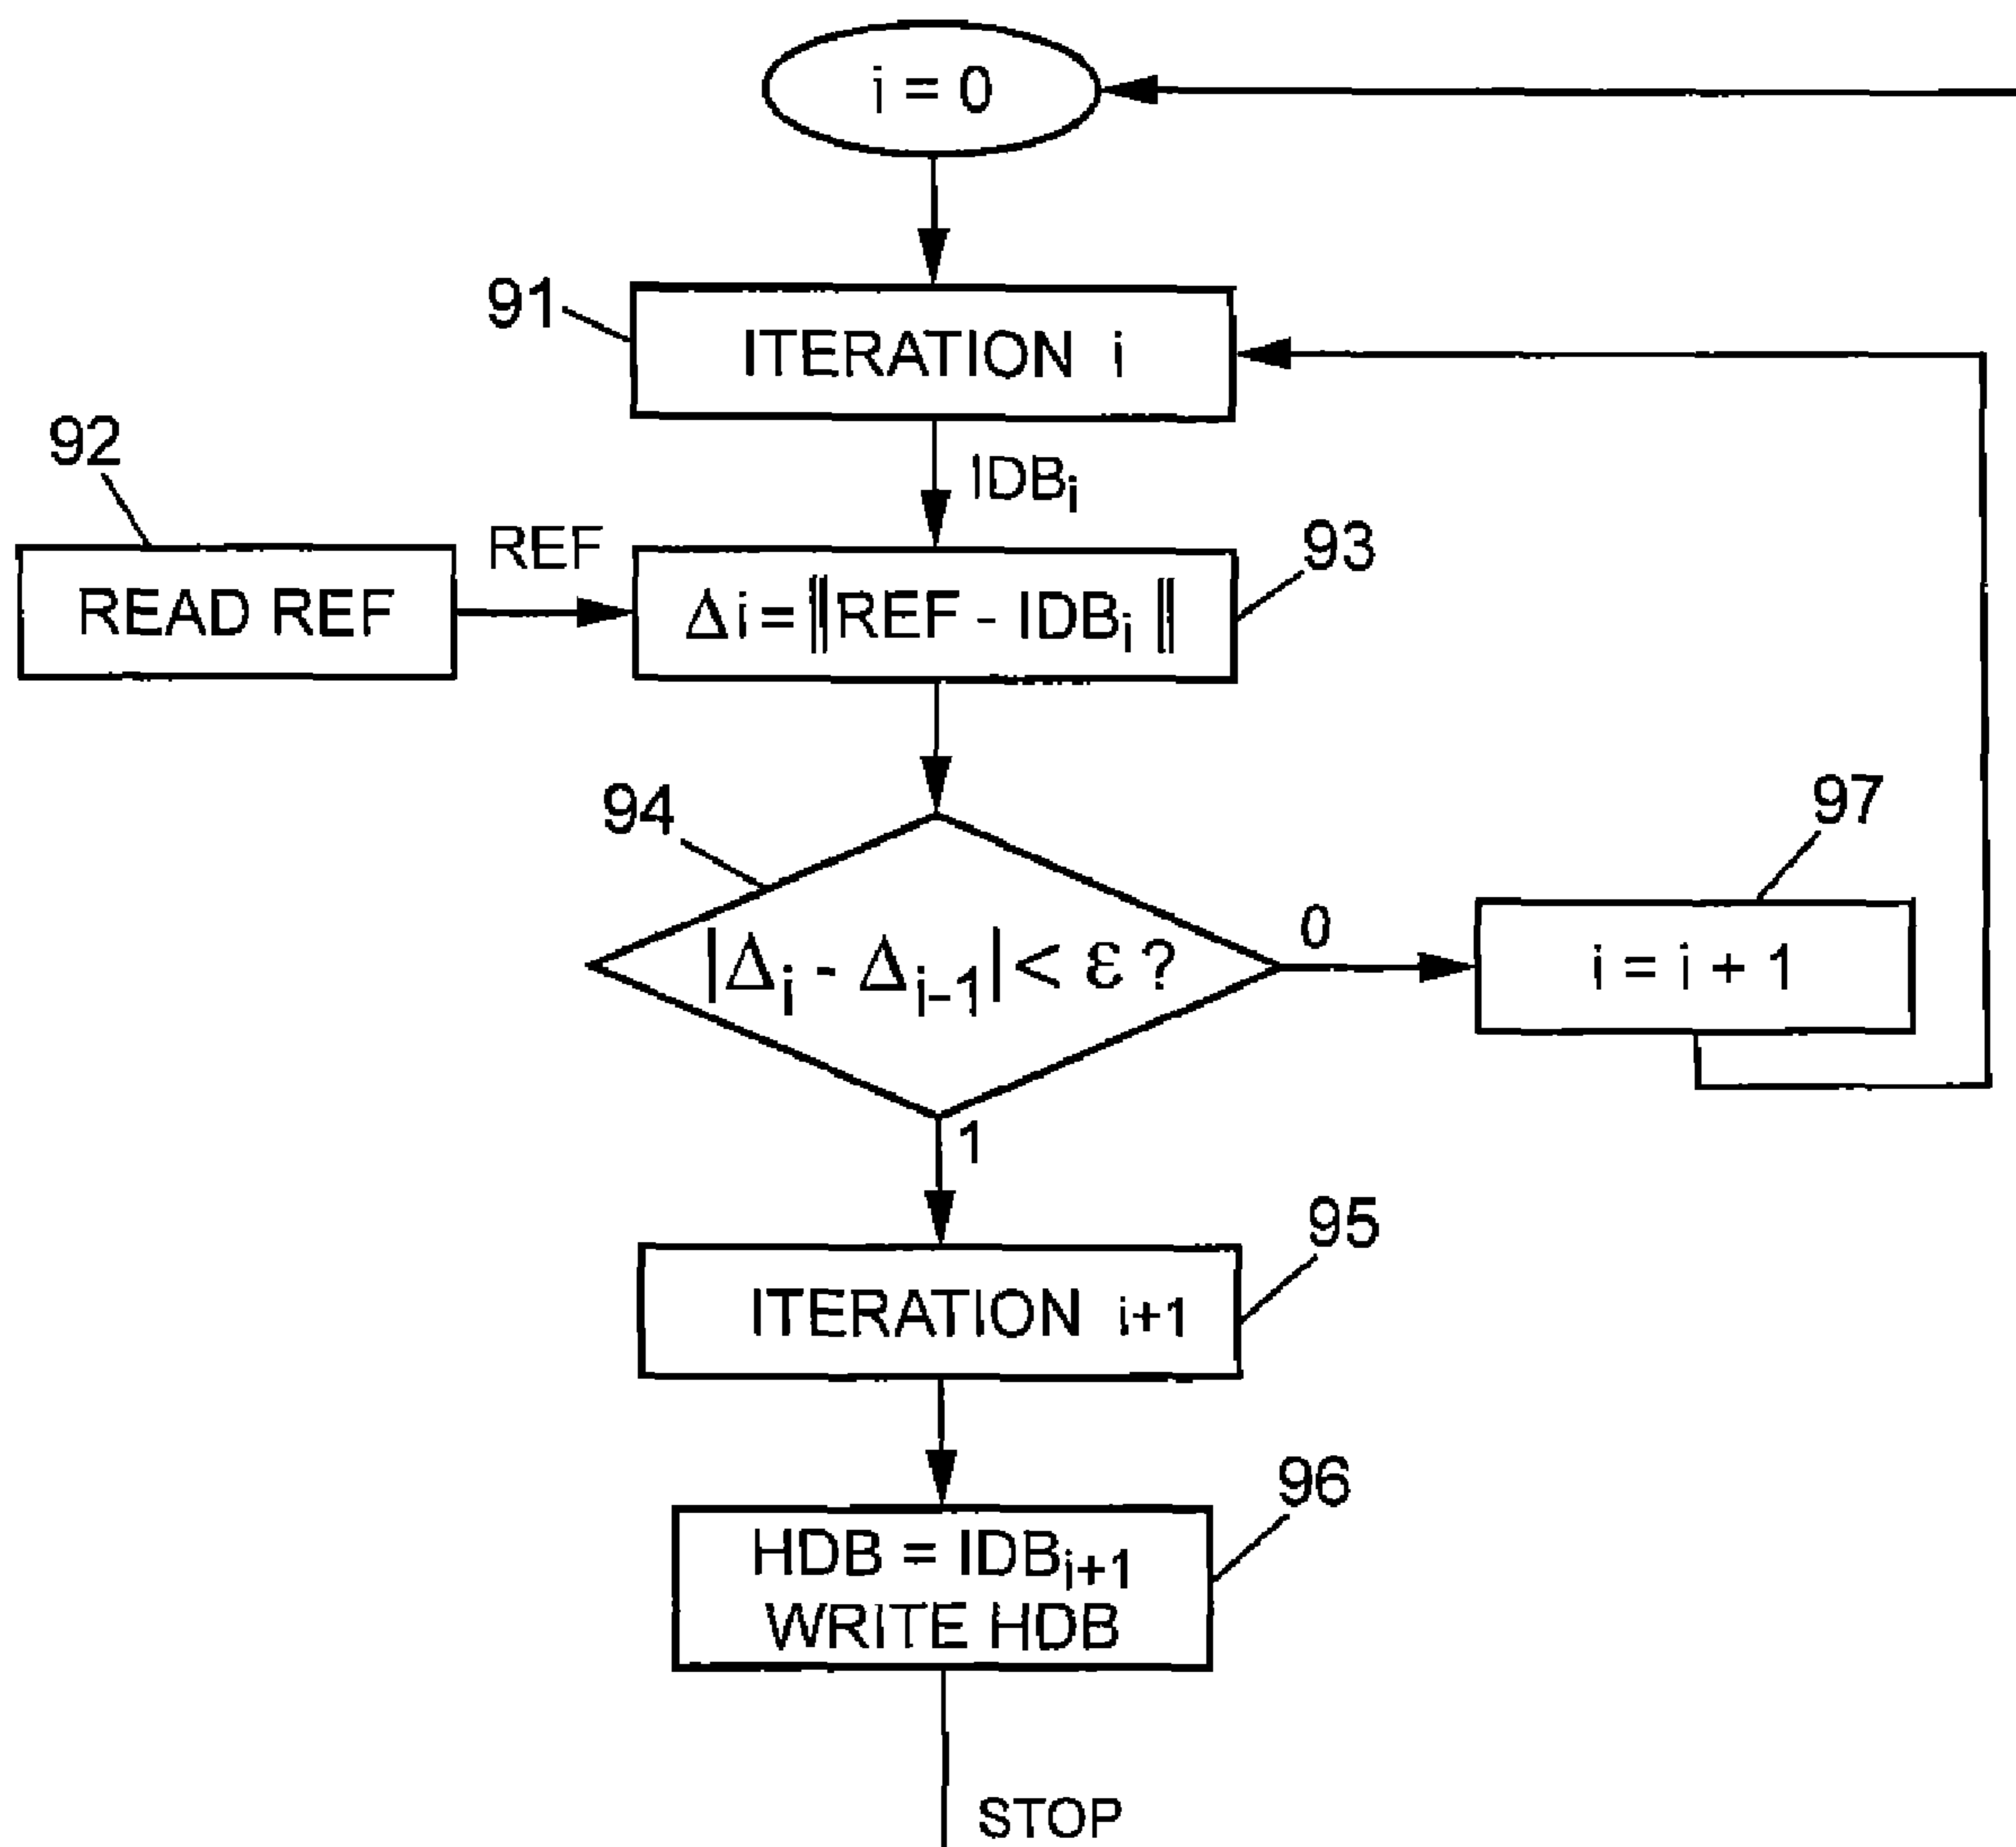 i = 0
91
ITERATION i
IDBi
92
READ REF
REF
93
Δi = ||REF - IDBi||
94
|Δi - Δi-1| < ε ?
0
97
i = i + 1
1
95
ITERATION i+1
96
HDB = IDBi+1
WRITE HDB
STOP